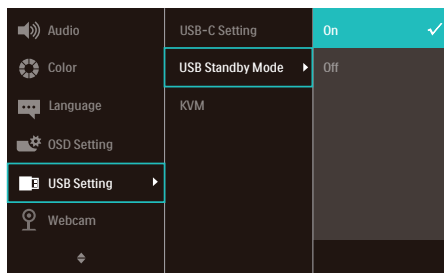 Audio
Color
Language
OSD Setting
USB Setting
Webcam
USB-C Setting
USB Standby Mode
KVM
On
Off